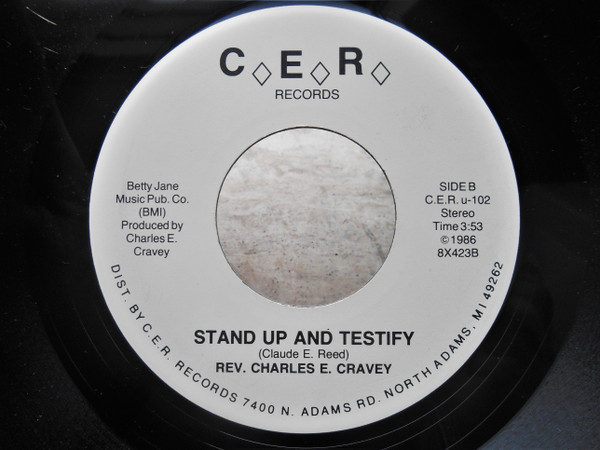 C◇E◇R◇
RECORDS
Betty Jane
Music Pub. Co.
(BMI)
Produced by
Charles E.
Cravey
SIDE B
C.E.R. u-102
Stereo
Time 3:53
©1986
8X423B
STAND UP AND TESTIFY
(Claude E. Reed)
REV. CHARLES E. CRAVEY
DIST. BY C.E.R. RECORDS 7400 N. ADAMS RD. NORTH ADAMS, MI 49262